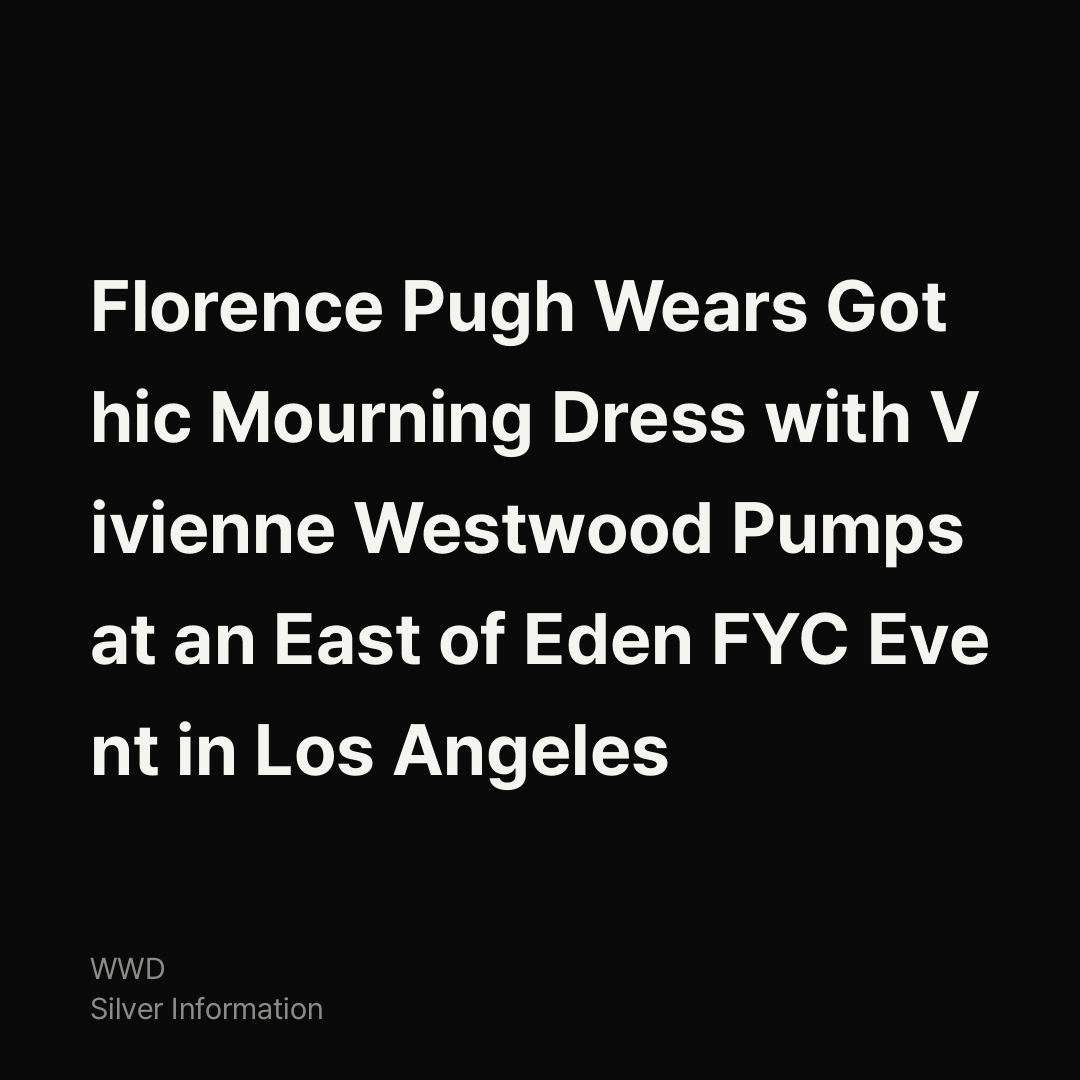 Florence Pugh Wears Got
hic Mourning Dress with V
ivienne Westwood Pumps
at an East of Eden FYC Eve
nt in Los Angeles
WWD
Silver Information